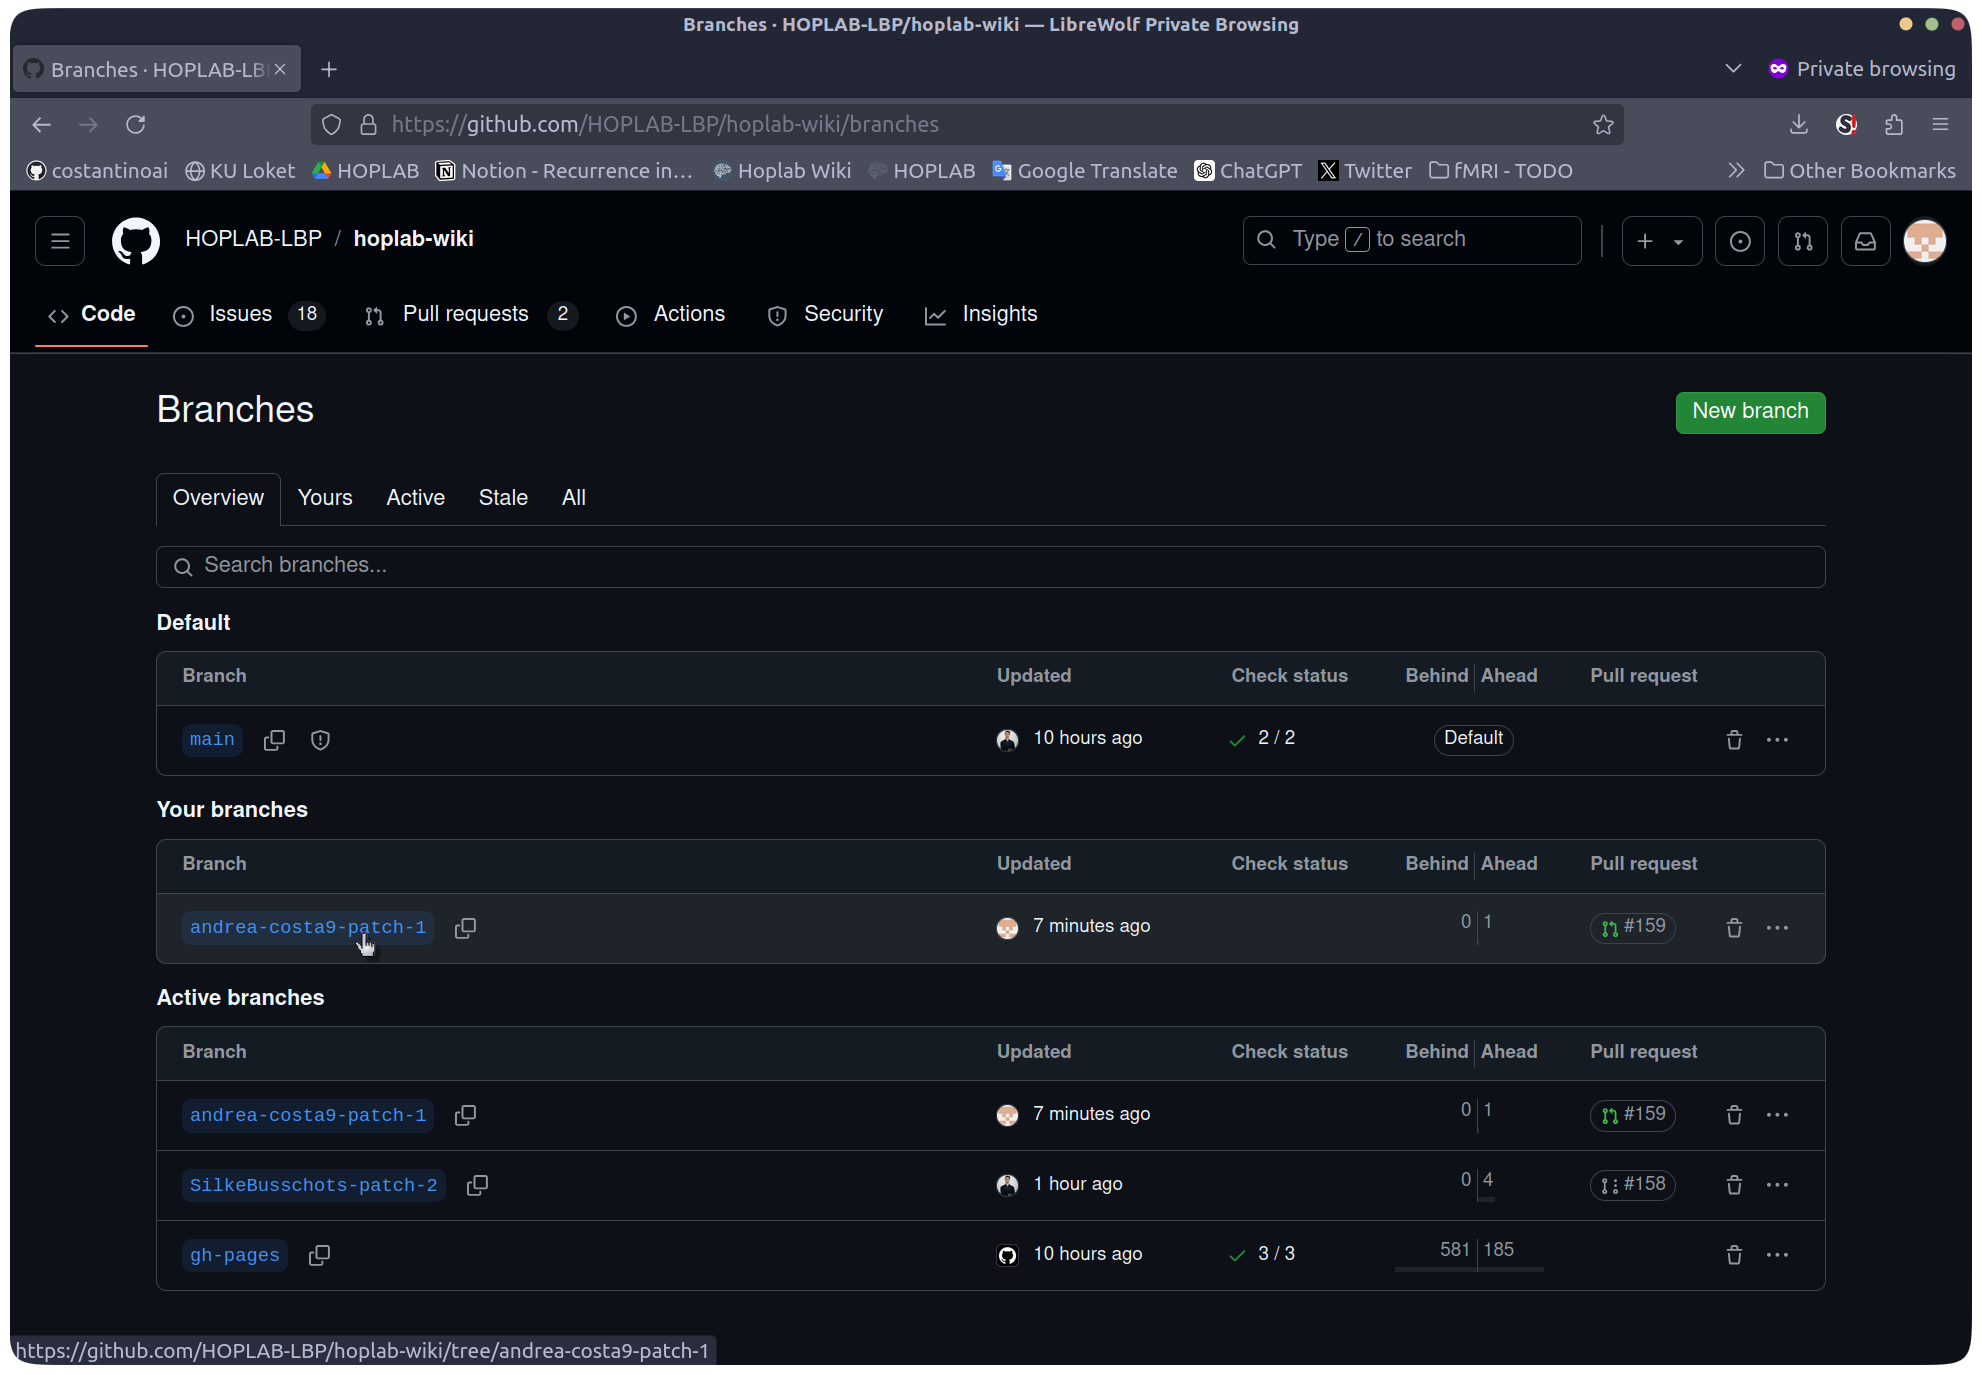 Branches · HOPLAB-LBP/hoplab-wiki — LibreWolf Private Browsing
Branches · HOPLAB-LB
Private browsing
https://github.com/HOPLAB-LBP/hoplab-wiki/branches
costantinoai KU Loket HOPLAB Notion - Recurrence in... Hoplab Wiki HOPLAB Google Translate ChatGPT Twitter fMRI - TODO Other Bookmarks
HOPLAB-LBP / hoplab-wiki
Type / to search
Code Issues 18 Pull requests 2 Actions Security Insights
Branches
New branch
Overview Yours Active Stale All
Search branches...
Default
Branch Updated Check status Behind Ahead Pull request
main 10 hours ago 2 / 2 Default
Your branches
Branch Updated Check status Behind Ahead Pull request
andrea-costa9-patch-1 7 minutes ago 0 1 #159
Active branches
Branch Updated Check status Behind Ahead Pull request
andrea-costa9-patch-1 7 minutes ago 0 1 #159
SilkeBusschots-patch-2 1 hour ago 0 4 #158
gh-pages 10 hours ago 3 / 3 581 185
https://github.com/HOPLAB-LBP/hoplab-wiki/tree/andrea-costa9-patch-1